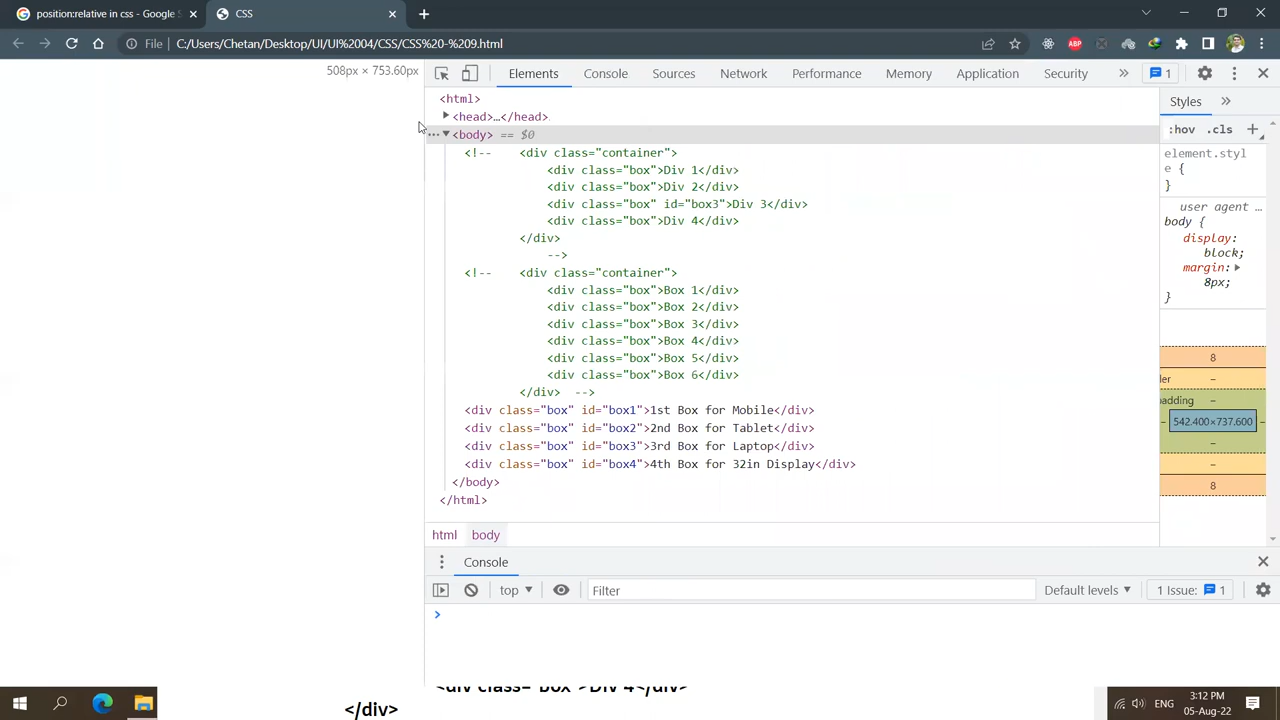 position:relative in css - Google S
CSS
File
C:/Users/Chetan/Desktop/UI/UI%2004/CSS/CSS%20-%209.html
ABP
508px × 753.60px
Elements
Console
Sources
Network
Performance
Memory
Application
Security
»
1
<html>
<head>…</head>
<body> == $0
<!-- <div class="container">
<div class="box">Div 1</div>
<div class="box">Div 2</div>
<div class="box" id="box3">Div 3</div>
<div class="box">Div 4</div>
</div>
-->
<!-- <div class="container">
<div class="box">Box 1</div>
<div class="box">Box 2</div>
<div class="box">Box 3</div>
<div class="box">Box 4</div>
<div class="box">Box 5</div>
<div class="box">Box 6</div>
</div> -->
<div class="box" id="box1">1st Box for Mobile</div>
<div class="box" id="box2">2nd Box for Tablet</div>
<div class="box" id="box3">3rd Box for Laptop</div>
<div class="box" id="box4">4th Box for 32in Display</div>
</body>
</html>
html
body
Styles
»
:hov .cls +
element.styl
e {
}
user agent …
body {
display:
block;
margin:
8px;
}
8
–
–
542.400×737.600
–
–
–
8
Console
top
Filter
Default levels
1 Issue:
1
>
<div class="box">Div 4</div>
</div>
ENG
3:12 PM
05-Aug-22